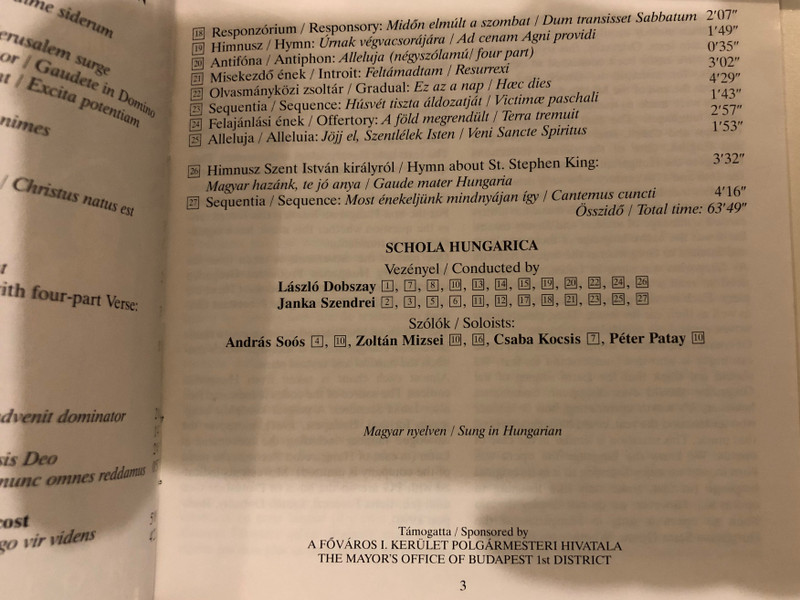 ime siderum
erusalem surge
or / Gaudete in Domino
t / Excita potentiam
nimes
/ Christus natus est
ith four-part Verse:
dvenit dominator
sis Deo
nunc omnes reddamus
cost
go vir videns
18 Responzórium / Responsory: Midőn elmúlt a szombat / Dum transisset Sabbatum 2′07″
19 Himnusz / Hymn: Úrnak végvacsorájára / Ad cenam Agni providi 1′49″
20 Antifóna / Antiphon: Alleluja (négyszólamú/ four part) 0′35″
21 Misekezdő ének / Introit: Feltámadtam / Resurrexi 3′02″
22 Olvasmányközi zsoltár / Gradual: Ez az a nap / Hæc dies 4′29″
23 Sequentia / Sequence: Húsvét tiszta áldozatját / Victimæ paschali 1′43″
24 Felajánlási ének / Offertory: A föld megrendült / Terra tremuit 2′57″
25 Alleluja / Alleluia: Jöjj el, Szentlélek Isten / Veni Sancte Spiritus 1′53″
26 Himnusz Szent István királyról / Hymn about St. Stephen King: 3′32″
Magyar hazánk, te jó anya / Gaude mater Hungaria
27 Sequentia / Sequence: Most énekeljünk mindnyájan így / Cantemus cuncti 4′16″
Összidő / Total time: 63′49″
SCHOLA HUNGARICA
Vezényel / Conducted by
László Dobszay 1, 7, 8, 10, 13, 14, 15, 19, 20, 22, 24, 26
Janka Szendrei 2, 3, 5, 6, 11, 12, 17, 18, 21, 23, 25, 27
Szólók / Soloists:
András Soós 4, 10, Zoltán Mizsei 10, 16, Csaba Kocsis 7, Péter Patay 10
Magyar nyelven / Sung in Hungarian
Támogatta / Sponsored by
A FŐVÁROS I. KERÜLET POLGÁRMESTERI HIVATALA
THE MAYOR'S OFFICE OF BUDAPEST 1st DISTRICT
3